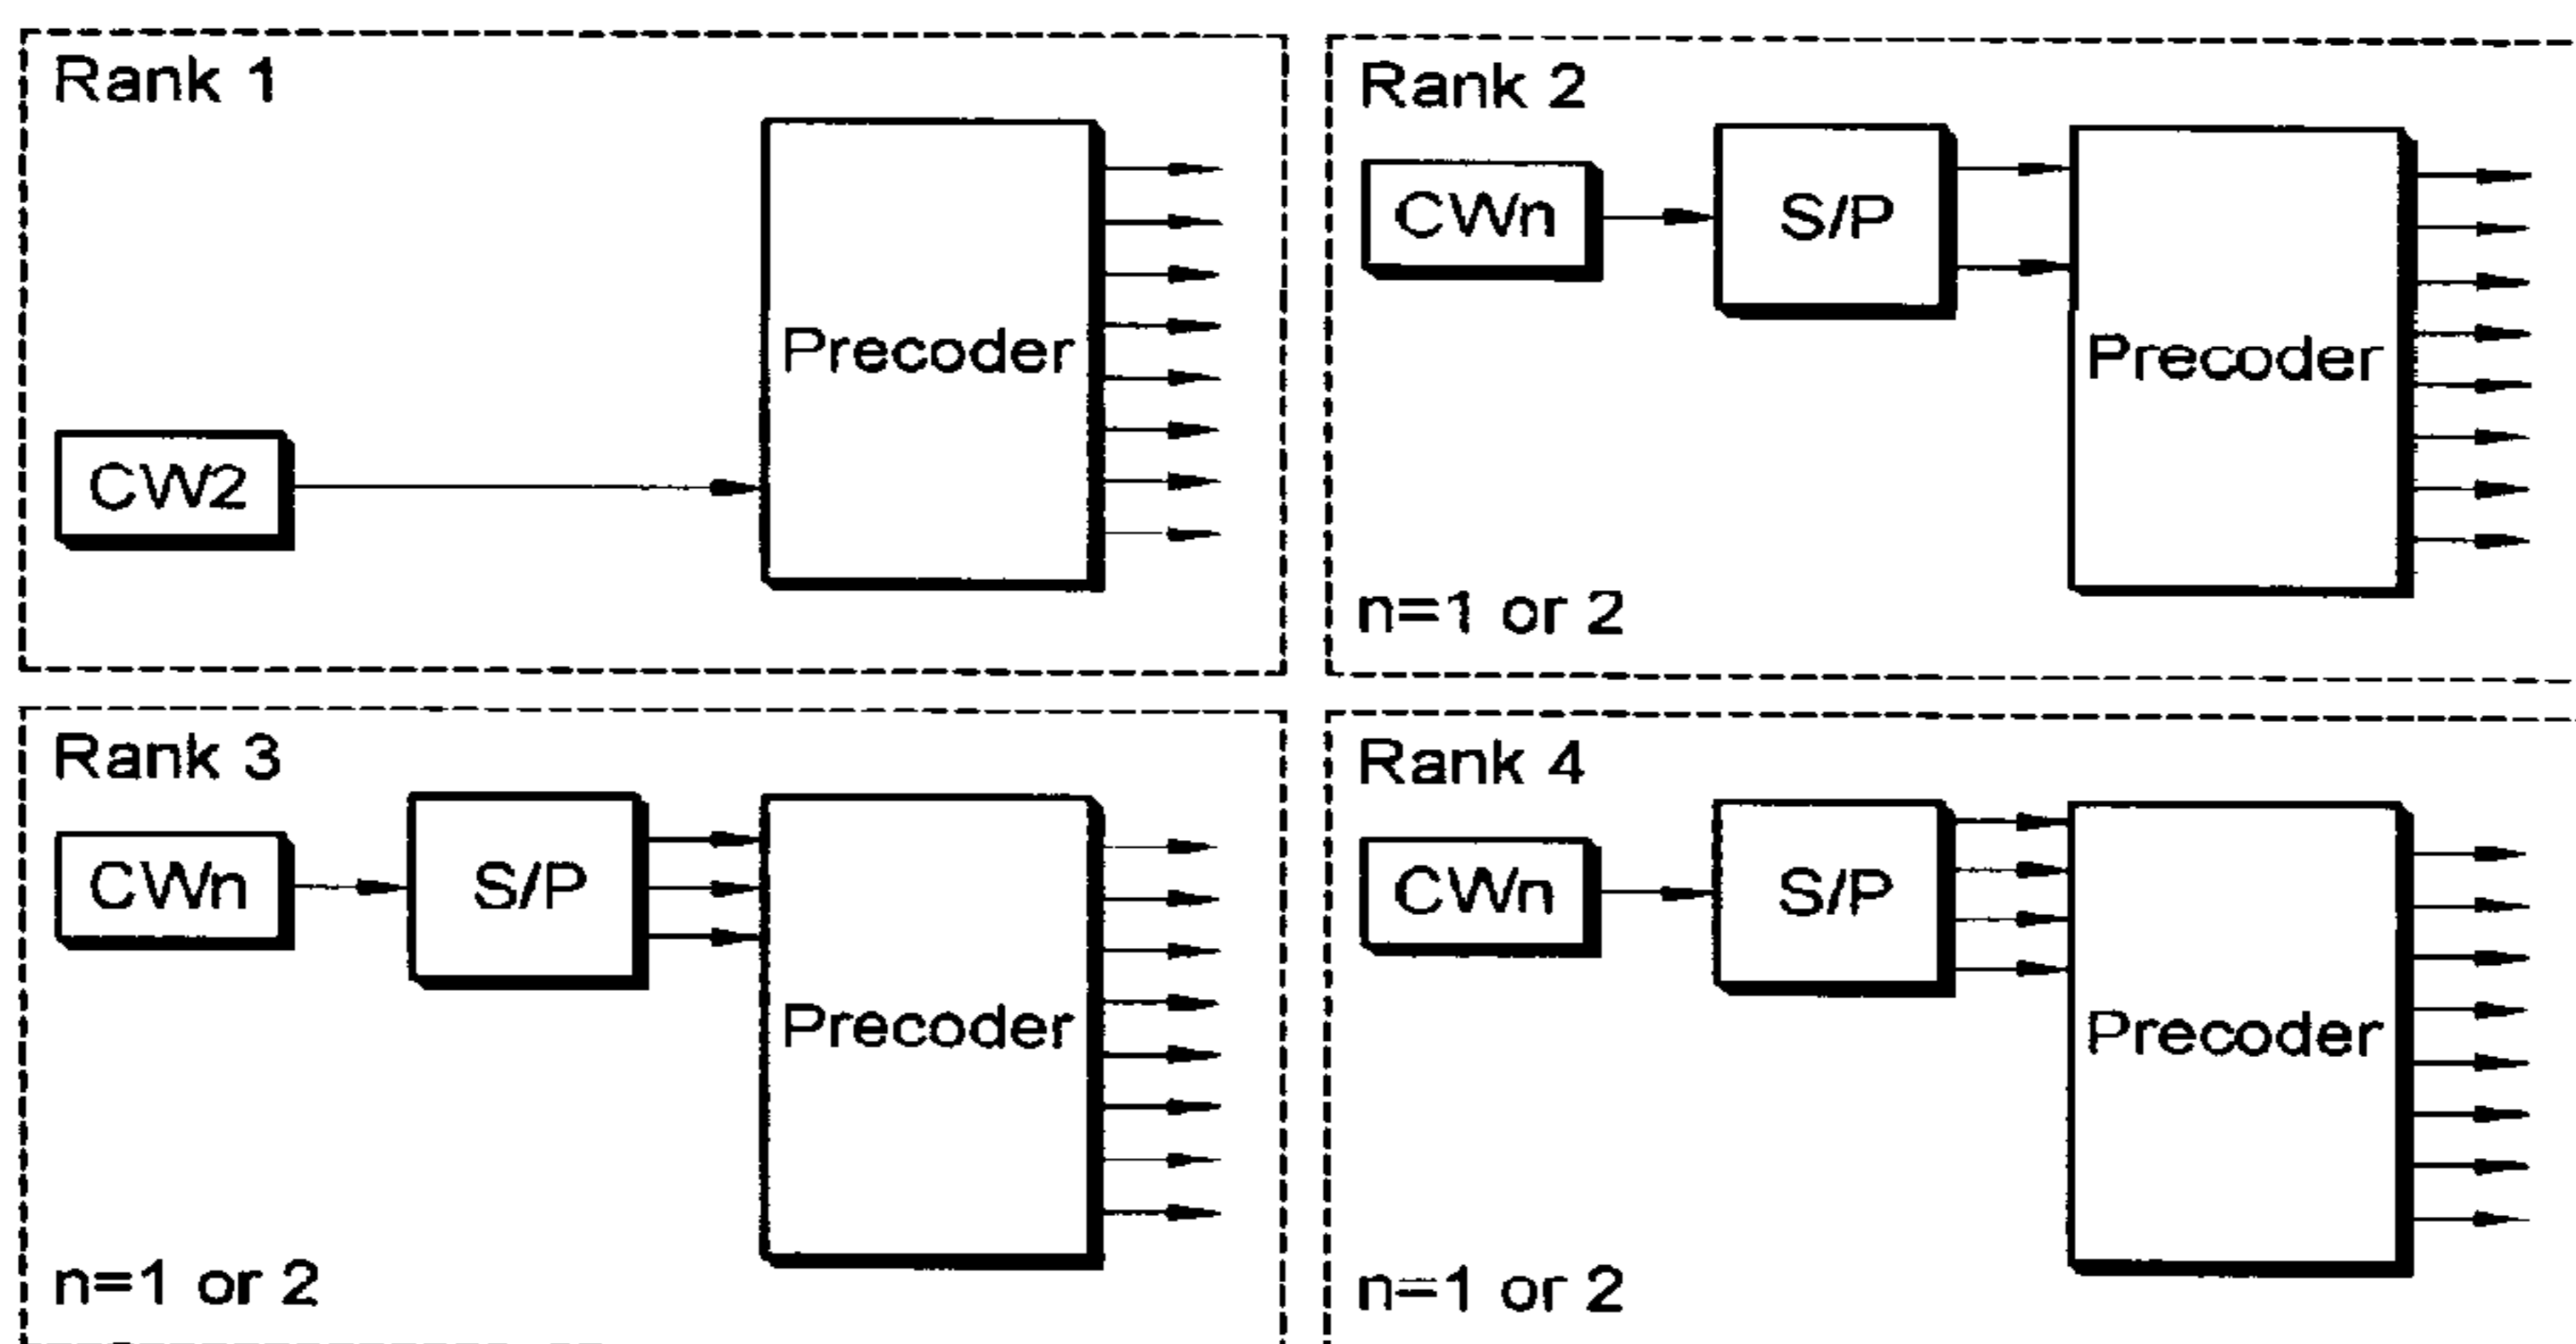 Rank 1
Precoder
CW2
Rank 2
CWn
S/P
Precoder
n=1 or 2
Rank 3
CWn
S/P
Precoder
n=1 or 2
Rank 4
CWn
S/P
Precoder
n=1 or 2